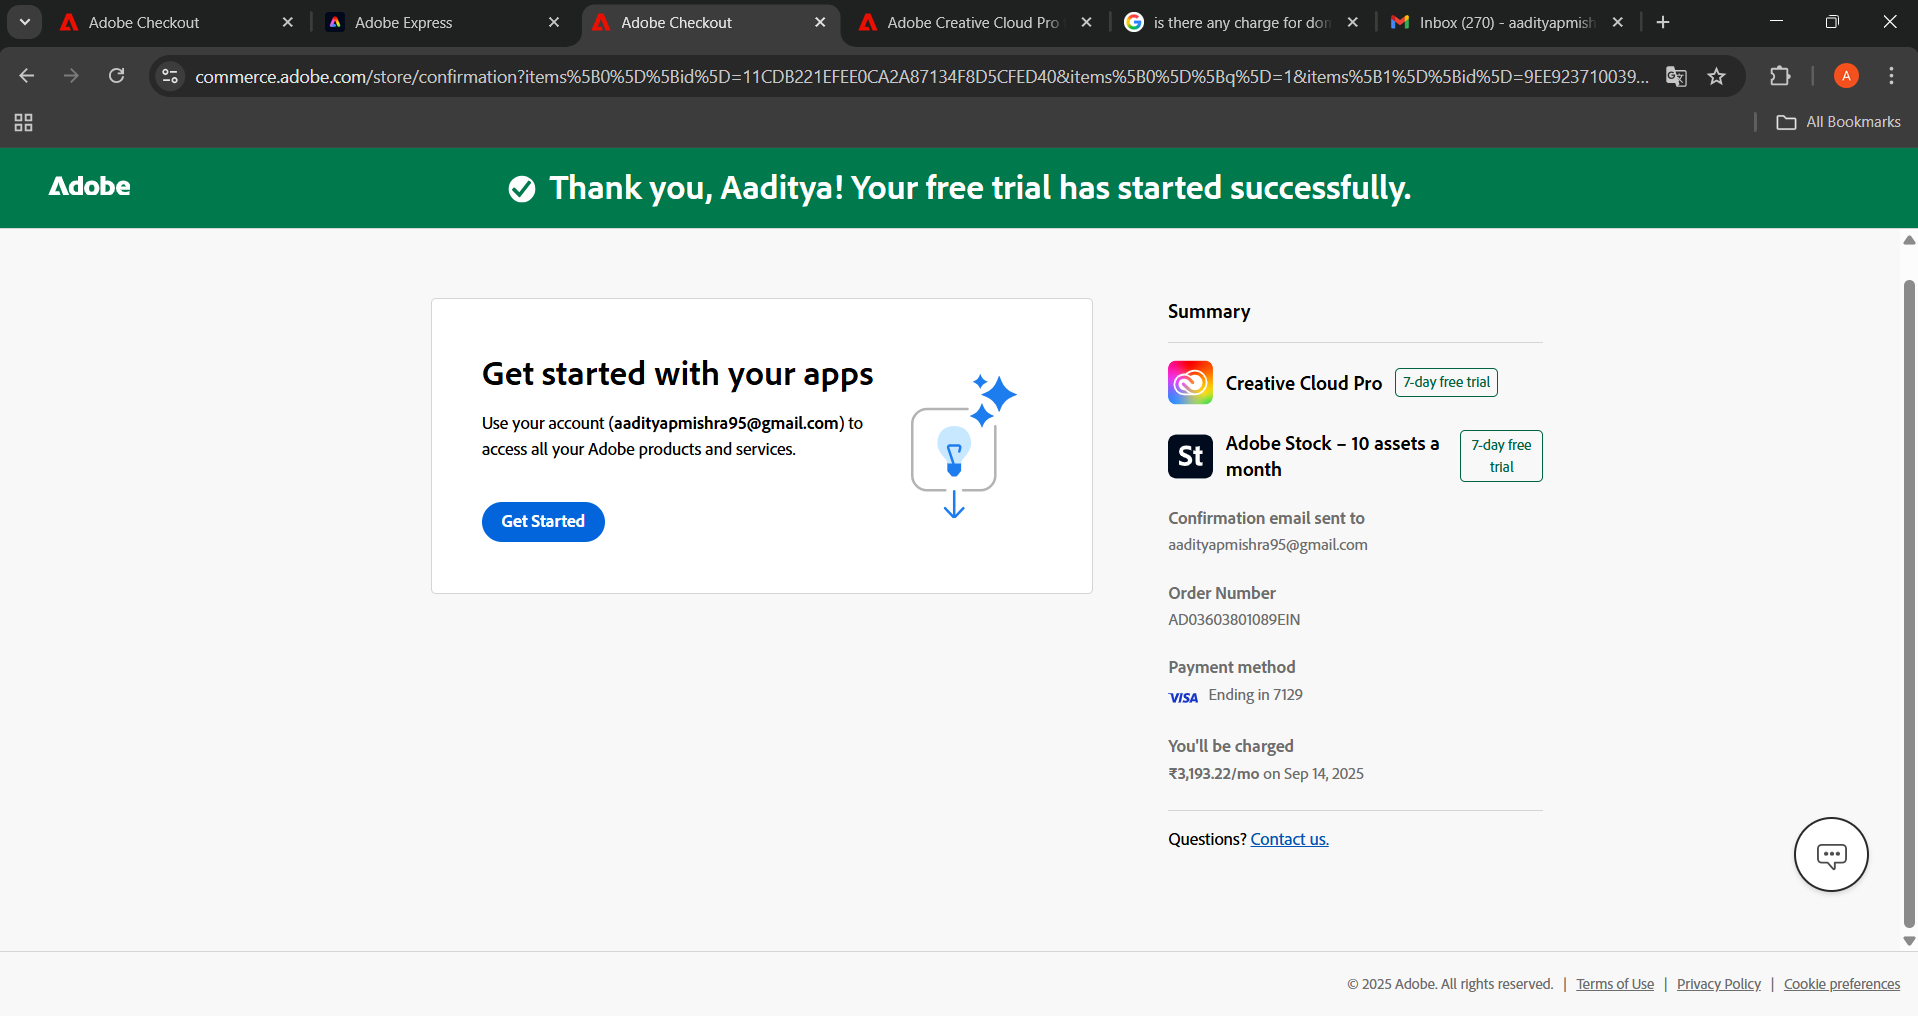 Adobe Checkout
Adobe Express
Adobe Checkout
Adobe Creative Cloud Pro
is there any charge for
Inbox (270) - aadityapmish
commerce.adobe.com/store/confirmation?items%5B0%5D%5Bid%5D=11CDB221EFEE0CA2A87134F8D5CFED40&items%5B0%5D%5Bq%5D=1&items%5B1%5D%5Bid%5D=9EE923710039...
A
All Bookmarks
Adobe
Thank you, Aaditya! Your free trial has started successfully.
Get started with your apps
Use your account (aadityapmishra95@gmail.com) to
access all your Adobe products and services.
Get Started
Summary
Creative Cloud Pro
7-day free trial
St
Adobe Stock – 10 assets a
month
7-day free
trial
Confirmation email sent to
aadityapmishra95@gmail.com
Order Number
AD03603801089EIN
Payment method
VISA Ending in 7129
You'll be charged
₹3,193.22/mo on Sep 14, 2025
Questions? Contact us.
© 2025 Adobe. All rights reserved. | Terms of Use | Privacy Policy | Cookie preferences